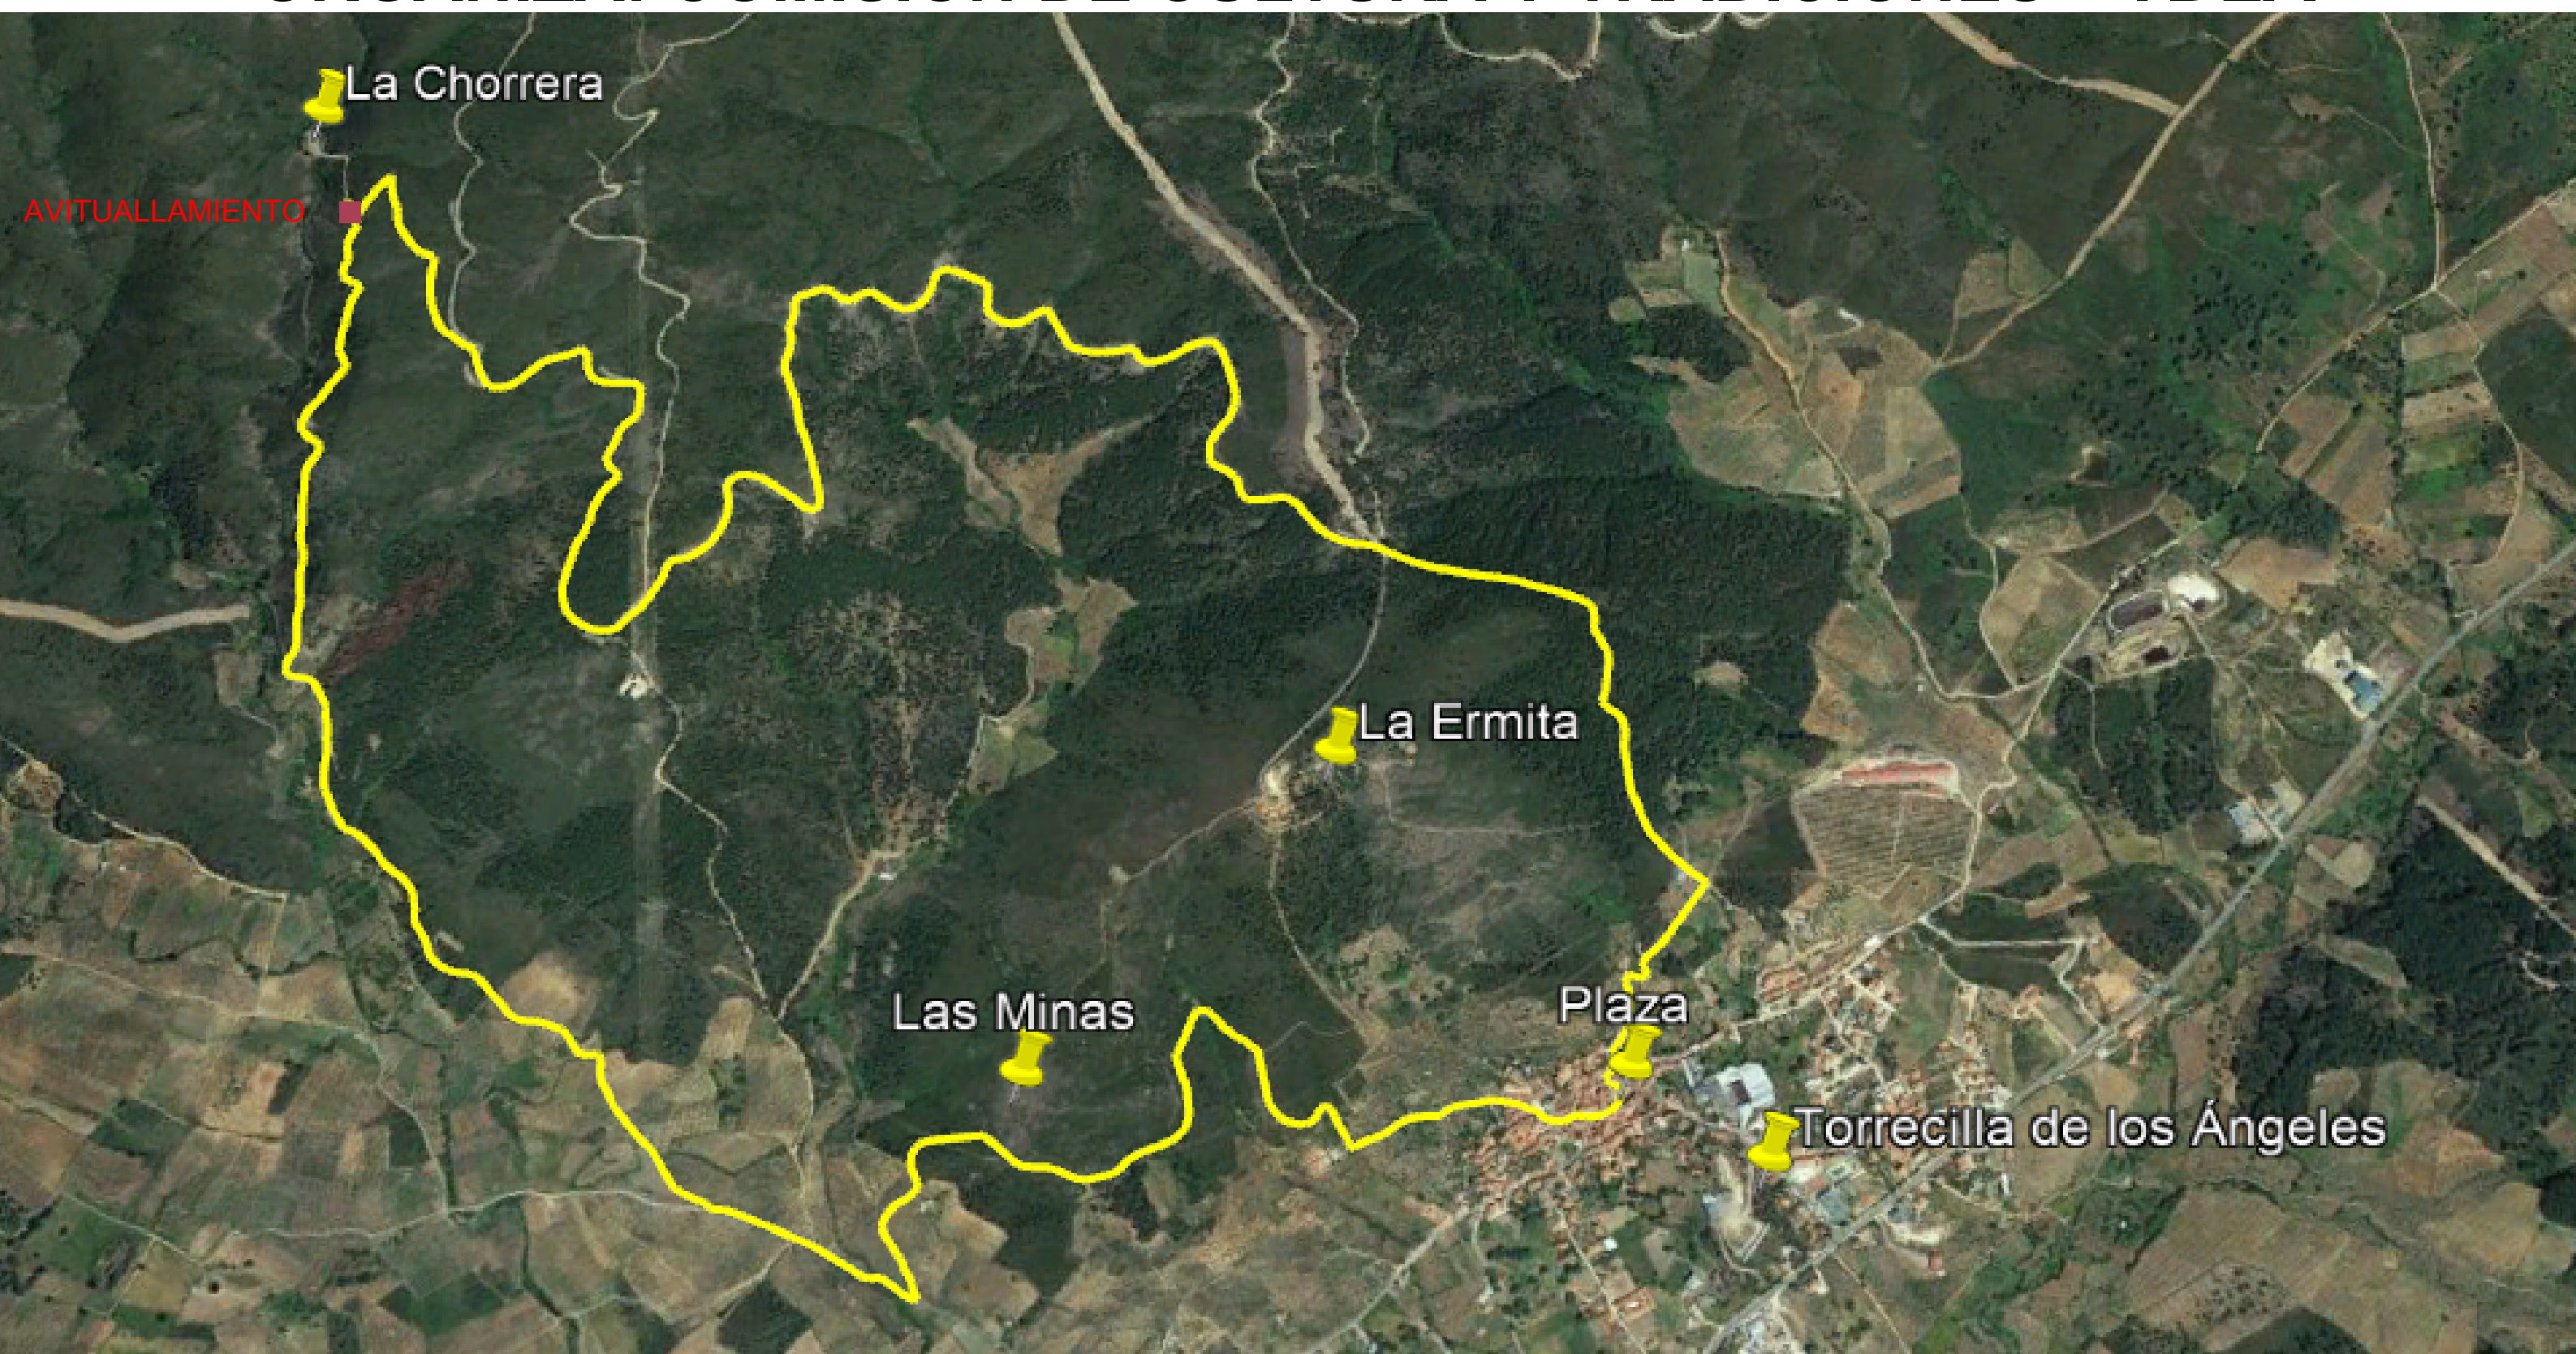 La Chorrera
AVITUALLAMIENTO
La Ermita
Las Minas
Plaza
Torrecilla de los Ángeles